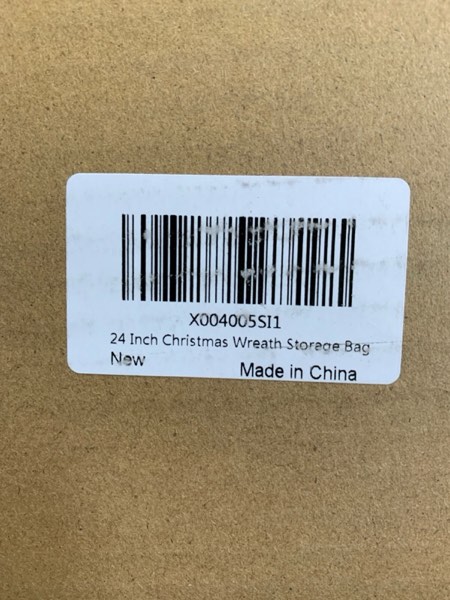 X004005SI1
24 Inch Christmas Wreath Storage Bag
New
Made in China